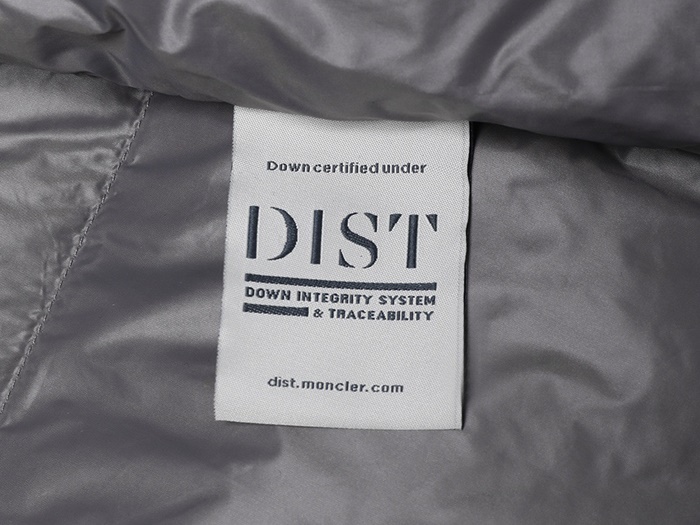 Down certified under
DIST
DOWN INTEGRITY SYSTEM
& TRACEABILITY
dist.moncler.com